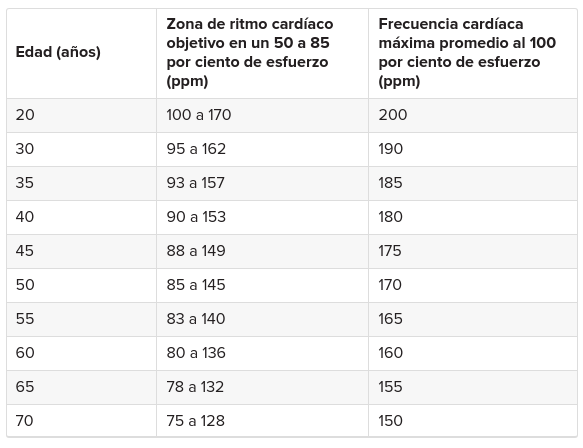 Edad (años)
Zona de ritmo cardíaco
objetivo en un 50 a 85
por ciento de esfuerzo
(ppm)
Frecuencia cardíaca
máxima promedio al 100
por ciento de esfuerzo
(ppm)
20 100 a 170 200
30 95 a 162 190
35 93 a 157 185
40 90 a 153 180
45 88 a 149 175
50 85 a 145 170
55 83 a 140 165
60 80 a 136 160
65 78 a 132 155
70 75 a 128 150